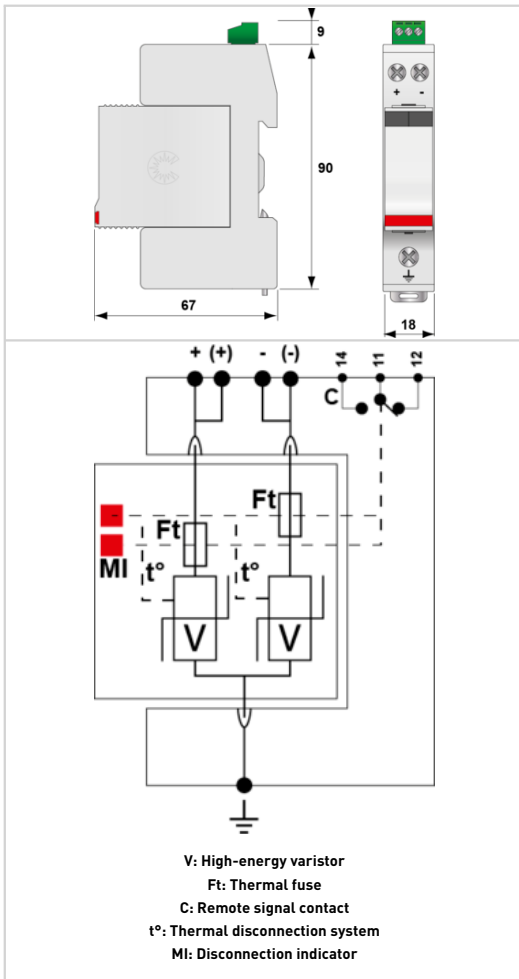 9
+ -
90
67
18
+ (+) - (-)
14 11 12
C
Ft
Ft
MI t° t°
V V
V: High-energy varistor
Ft: Thermal fuse
C: Remote signal contact
t°: Thermal disconnection system
MI: Disconnection indicator